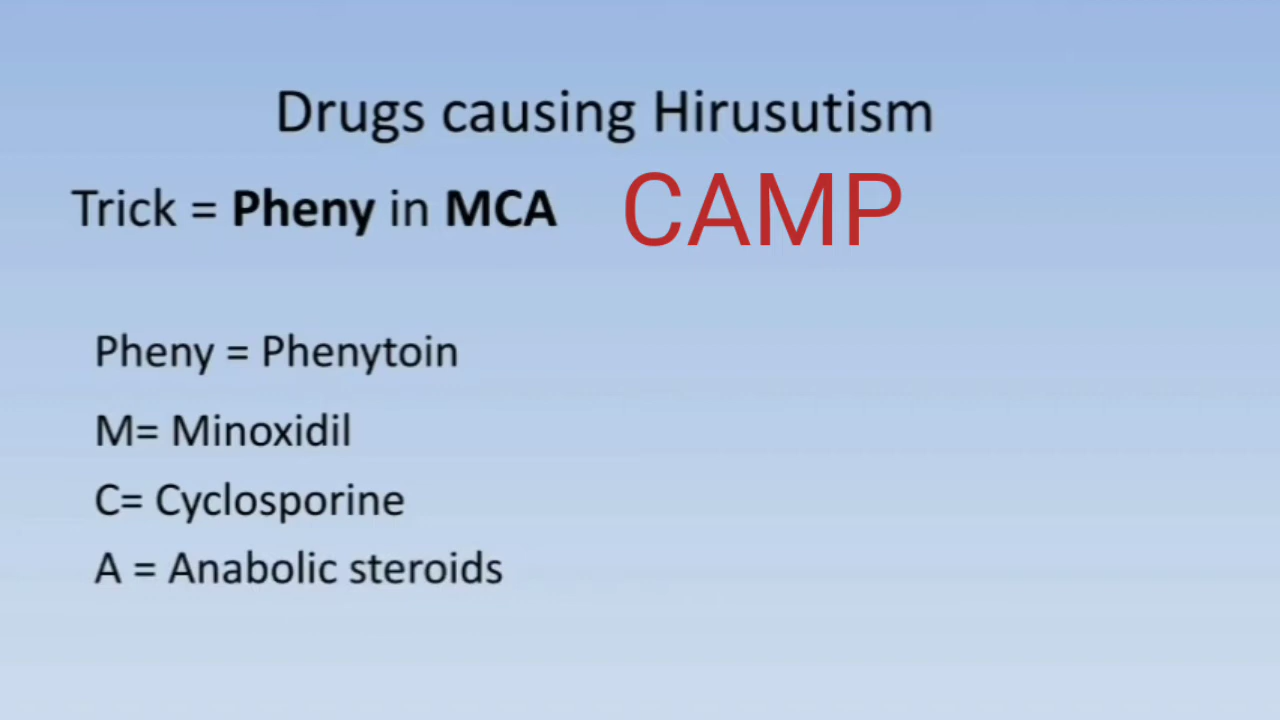 Drugs causing Hirusutism
Trick = Pheny in MCA CAMP
Pheny = Phenytoin
M= Minoxidil
C= Cyclosporine
A = Anabolic steroids